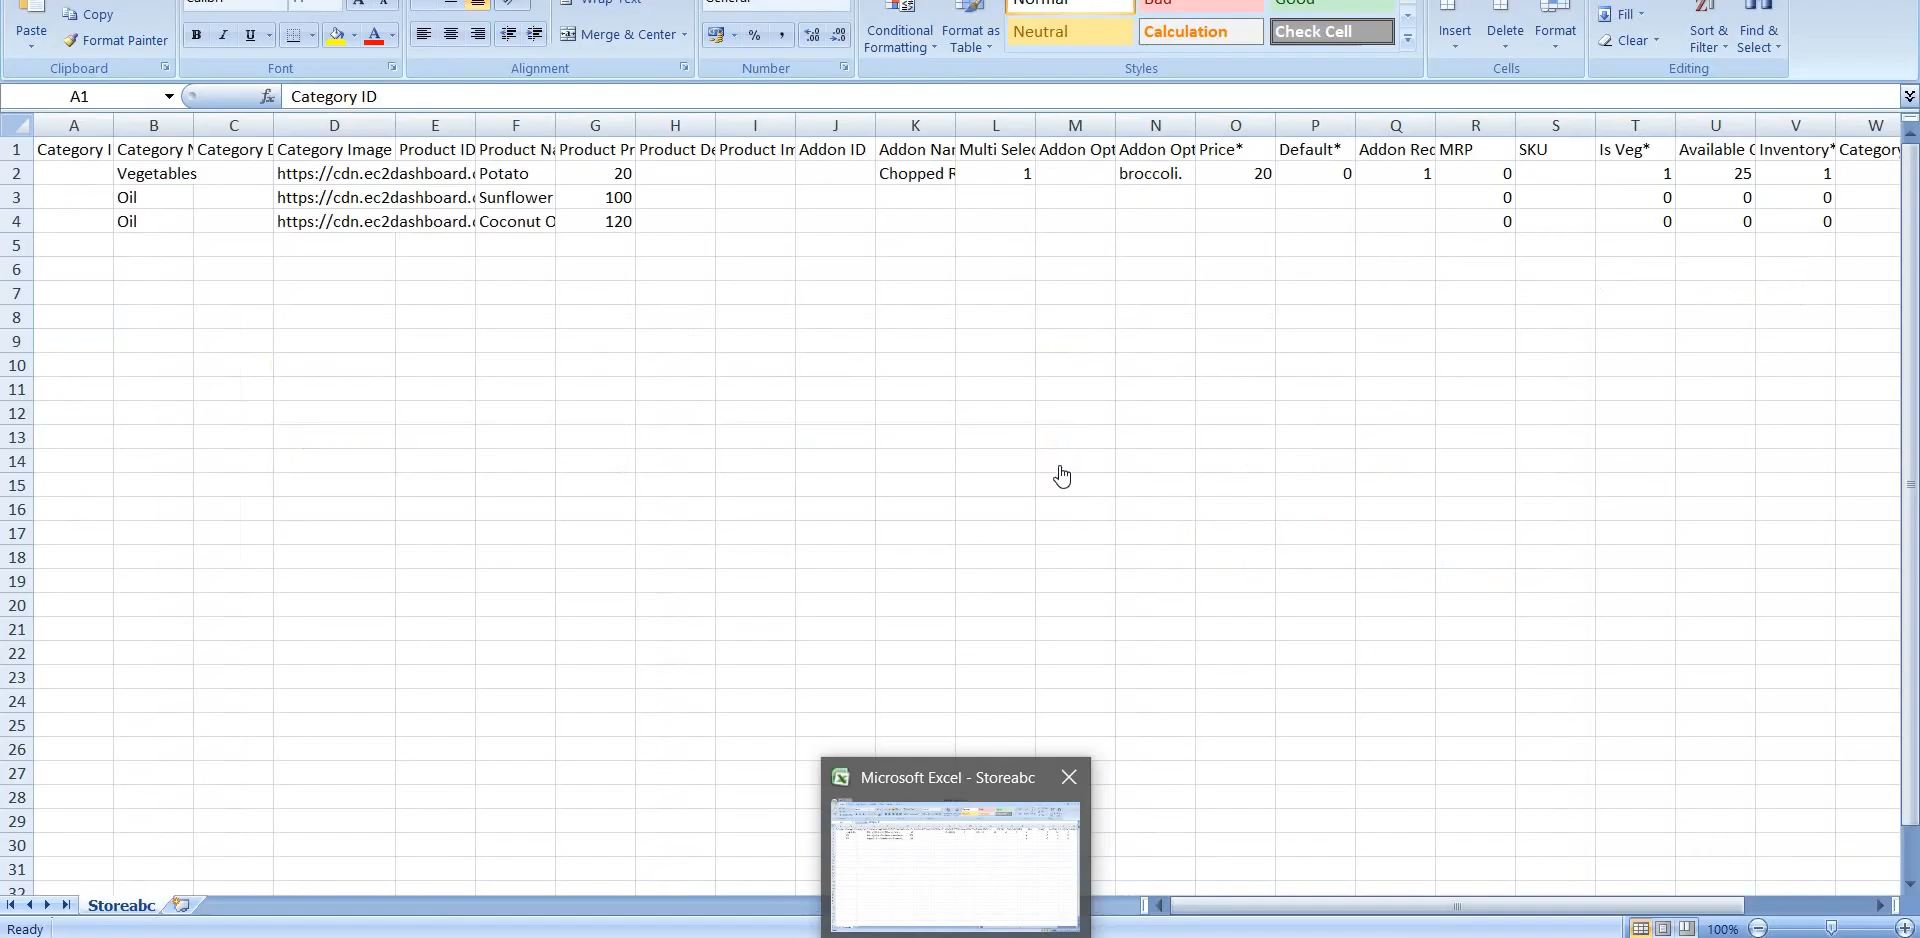 Calibri
Wrap Text
General
Normal
Bad
Good
Copy
Paste
Format Painter
B I U
A
Merge & Center
%
,
Conditional
Formatting
Format as
Table
Neutral
Calculation
Check Cell
Insert
Delete
Format
Fill
Clear
Sort &
Filter
Find &
Select
Clipboard
Font
Alignment
Number
Styles
Cells
Editing
A1
fx
Category ID
A B C D E F G H I J K L M N O P Q R S T U V W
1 Category I Category N Category D Category Image Product ID Product Na Product Pr Product De Product Im Addon ID Addon Nar Multi Selec Addon Opt Addon Opt Price* Default* Addon Rec MRP SKU Is Veg* Available C Inventory* Category
2 Vegetables https://cdn.ec2dashboard.c Potato 20 Chopped R 1 broccoli. 20 0 1 0 1 25 1
3 Oil https://cdn.ec2dashboard.c Sunflower 100 0 0 0 0
4 Oil https://cdn.ec2dashboard.c Coconut O 120 0 0 0 0
5
6
7
8
9
10
11
12
13
14
15
16
17
18
19
20
21
22
23
24
25
26
27
28
29
30
31
32
Microsoft Excel - Storeabc
Storeabc
Ready
100%